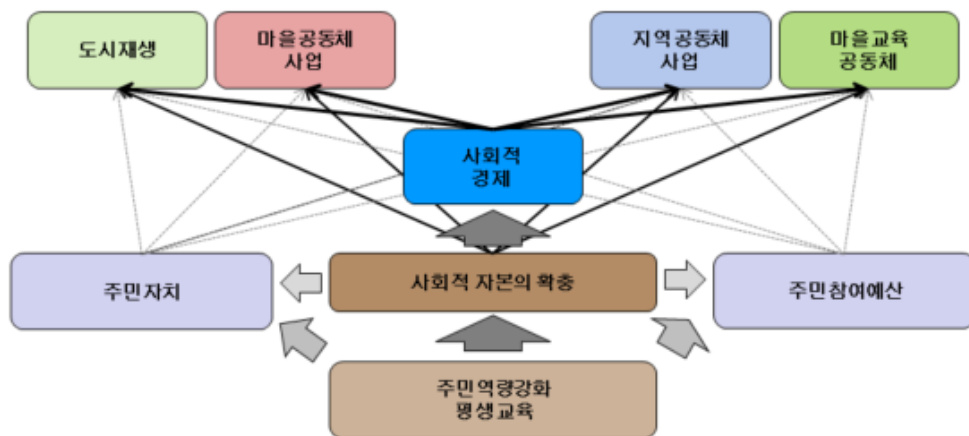 도시재생
마을공동체
사업
지역공동체
사업
마을교육
공동체
사회적
경제
주민자치
사회적 자본의 확충
주민참여예산
주민역량강화
평생교육